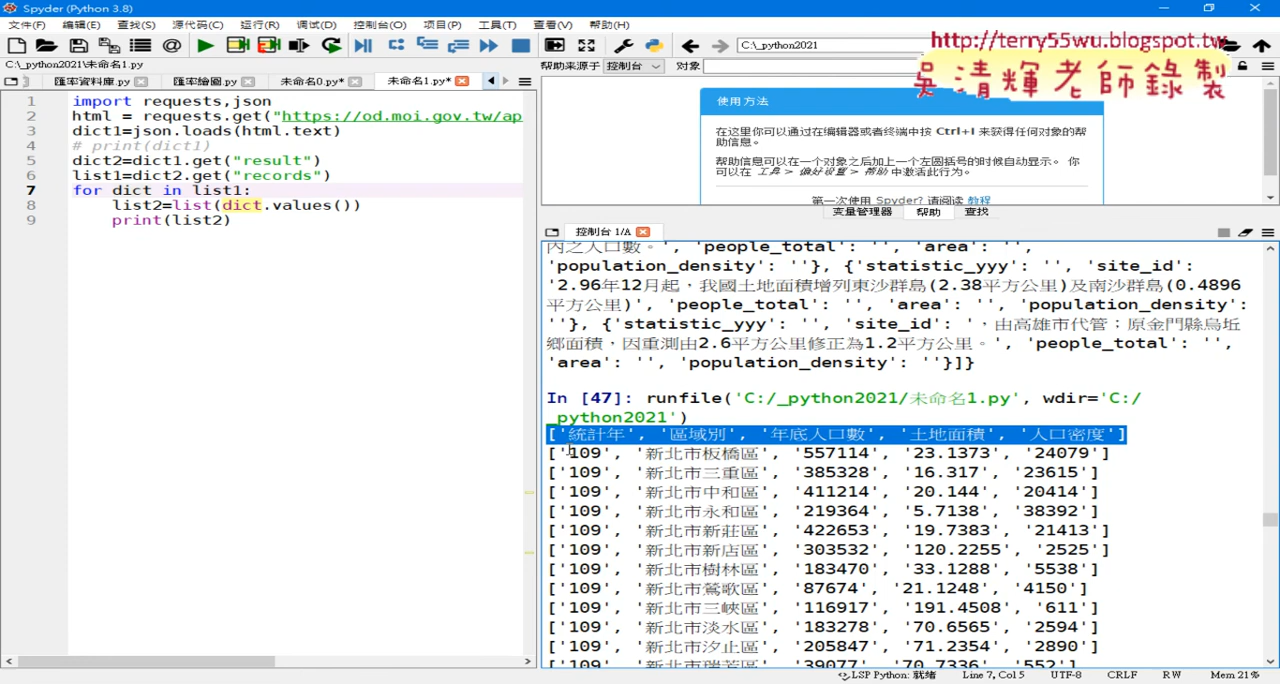 Spyder (Python 3.8)
文件(F) 编辑(E) 查找(S) 源代码(C) 运行(R) 调试(D) 控制台(O) 项目(P) 工具(T) 查看(V) 帮助(H)
C:\_python2021
http://terry55wu.blogspot.tw
吳清輝老師錄製
C:\_python2021\未命名1.py
帮助来源于 控制台 对象
匯率資料庫.py 匯率繪圖.py 未命名0.py* 未命名1.py*
1 import requests,json
2 html = requests.get("https://od.moi.gov.tw/ap
3 dict1=json.loads(html.text)
4 # print(dict1)
5 dict2=dict1.get("result")
6 list1=dict2.get("records")
7 for dict in list1:
8 list2=list(dict.values())
9 print(list2)
使用方法
在这里你可以通过在编辑器或者终端中按 Ctrl+I 来获得任何对象的帮
助信息。
帮助信息可以在一个对象之后加上一个左圆括号的时候自动显示。 你
可以在 工具 > 偏好设置 > 帮助 中激活此行为。
第一次使用 Spyder? 请阅读 教程
变量管理器 帮助 查找
控制台 1/A
內之人口數。', 'people_total': '', 'area': '',
'population_density': ''}, {'statistic_yyy': '', 'site_id':
'2.96年12月起，我國土地面積增列東沙群島(2.38平方公里)及南沙群島(0.4896
平方公里)', 'people_total': '', 'area': '', 'population_density':
''}, {'statistic_yyy': '', 'site_id': '，由高雄市代管；原金門縣烏坵
鄉面積，因重測由2.6平方公里修正為1.2平方公里。', 'people_total': '',
'area': '', 'population_density': ''}]}
In [47]: runfile('C:/_python2021/未命名1.py', wdir='C:/
_python2021')
['統計年', '區域別', '年底人口數', '土地面積', '人口密度']
['109', '新北市板橋區', '557114', '23.1373', '24079']
['109', '新北市三重區', '385328', '16.317', '23615']
['109', '新北市中和區', '411214', '20.144', '20414']
['109', '新北市永和區', '219364', '5.7138', '38392']
['109', '新北市新莊區', '422653', '19.7383', '21413']
['109', '新北市新店區', '303532', '120.2255', '2525']
['109', '新北市樹林區', '183470', '33.1288', '5538']
['109', '新北市鶯歌區', '87674', '21.1248', '4150']
['109', '新北市三峽區', '116917', '191.4508', '611']
['109', '新北市淡水區', '183278', '70.6565', '2594']
['109', '新北市汐止區', '205847', '71.2354', '2890']
['109', '新北市瑞芳區', '39077', '70.7336', '552']
LSP Python: 就绪 Line 7, Col 5 UTF-8 CRLF RW Mem 21%